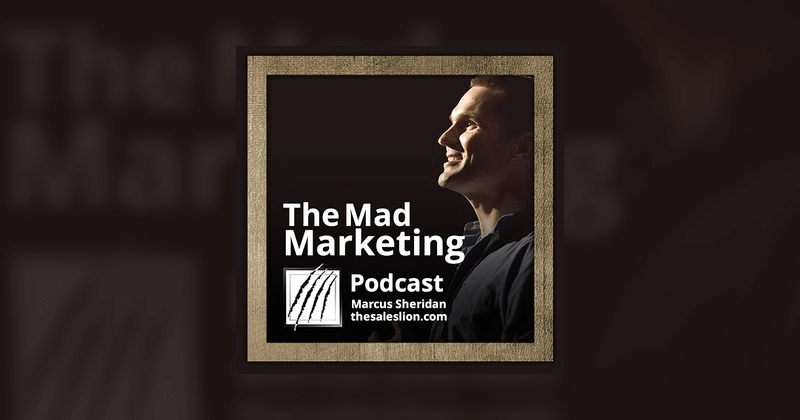 The Mad
Marketing
Podcast
Marcus Sheridan
thesaleslion.com